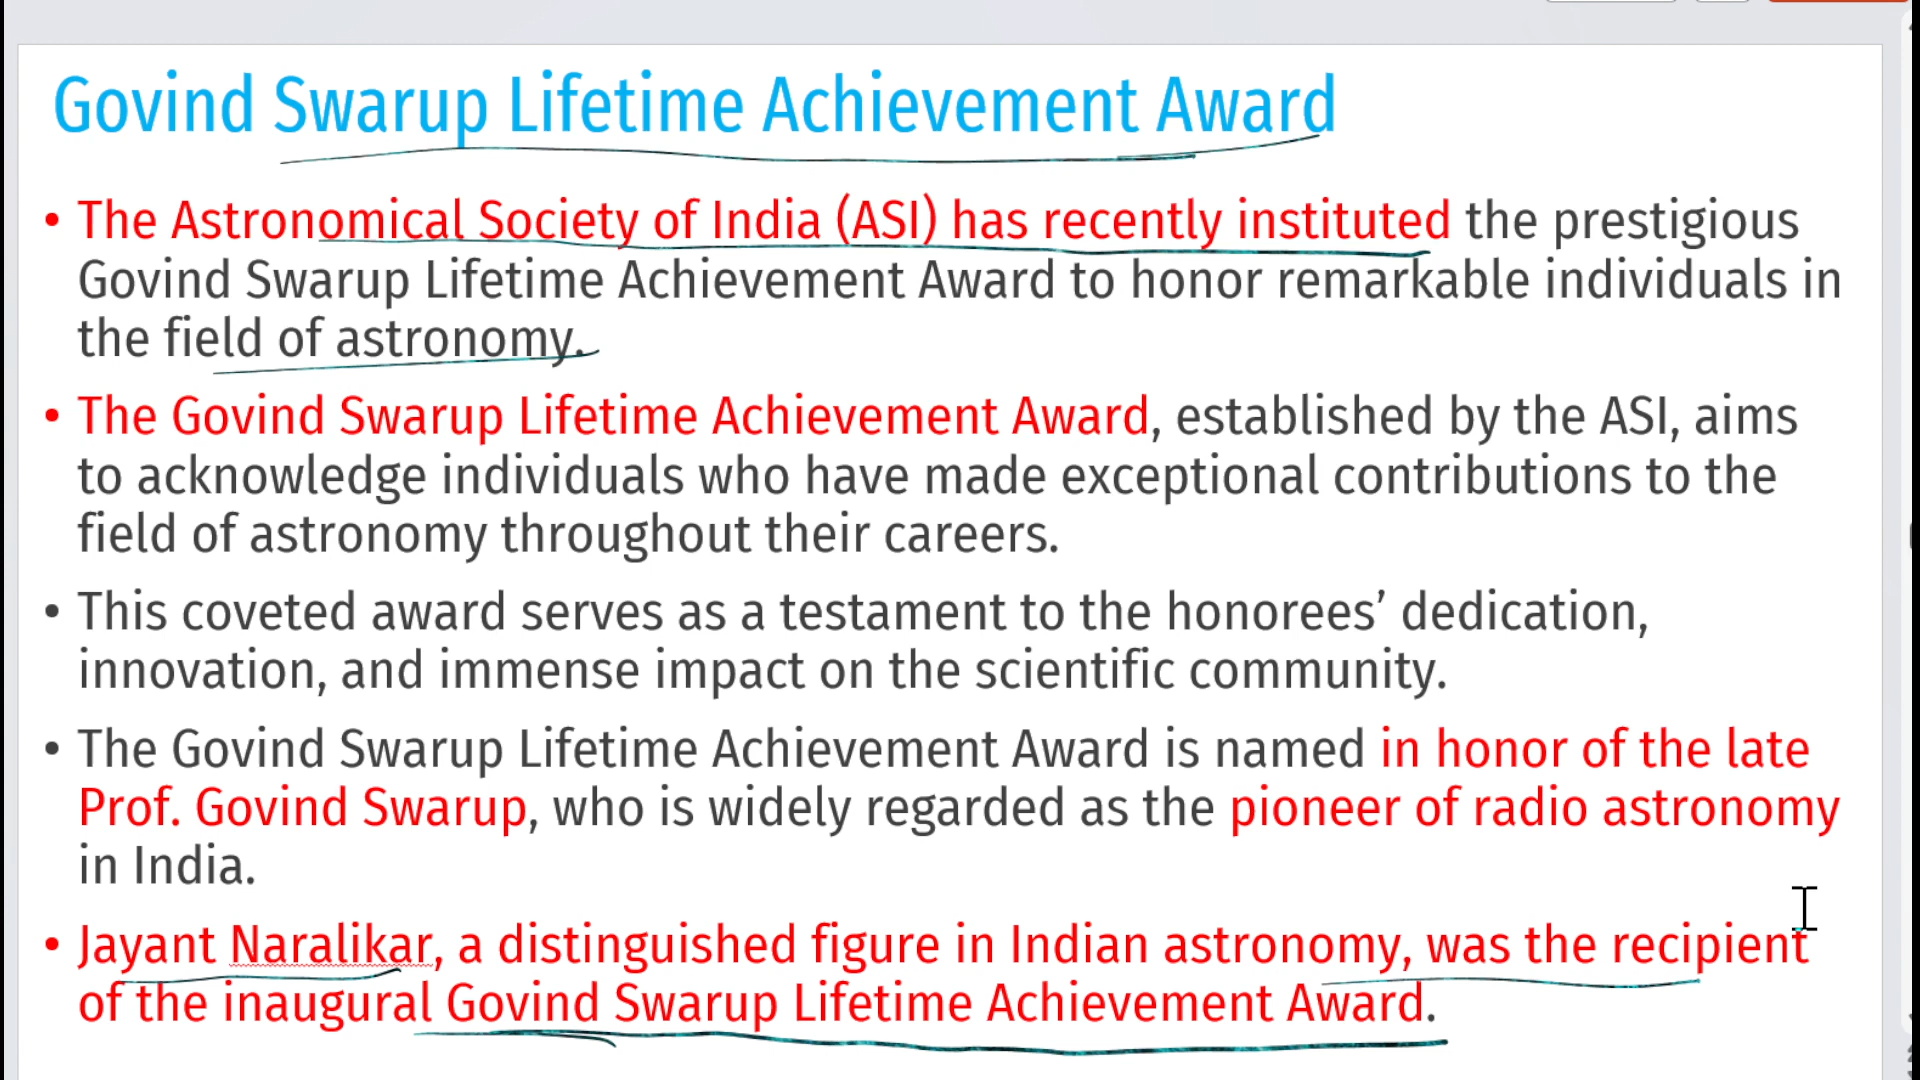 Govind Swarup Lifetime Achievement Award
• The Astronomical Society of India (ASI) has recently instituted the prestigious
Govind Swarup Lifetime Achievement Award to honor remarkable individuals in
the field of astronomy.
• The Govind Swarup Lifetime Achievement Award, established by the ASI, aims
to acknowledge individuals who have made exceptional contributions to the
field of astronomy throughout their careers.
• This coveted award serves as a testament to the honorees’ dedication,
innovation, and immense impact on the scientific community.
• The Govind Swarup Lifetime Achievement Award is named in honor of the late
Prof. Govind Swarup, who is widely regarded as the pioneer of radio astronomy
in India.
• Jayant Naralikar, a distinguished figure in Indian astronomy, was the recipient
of the inaugural Govind Swarup Lifetime Achievement Award.